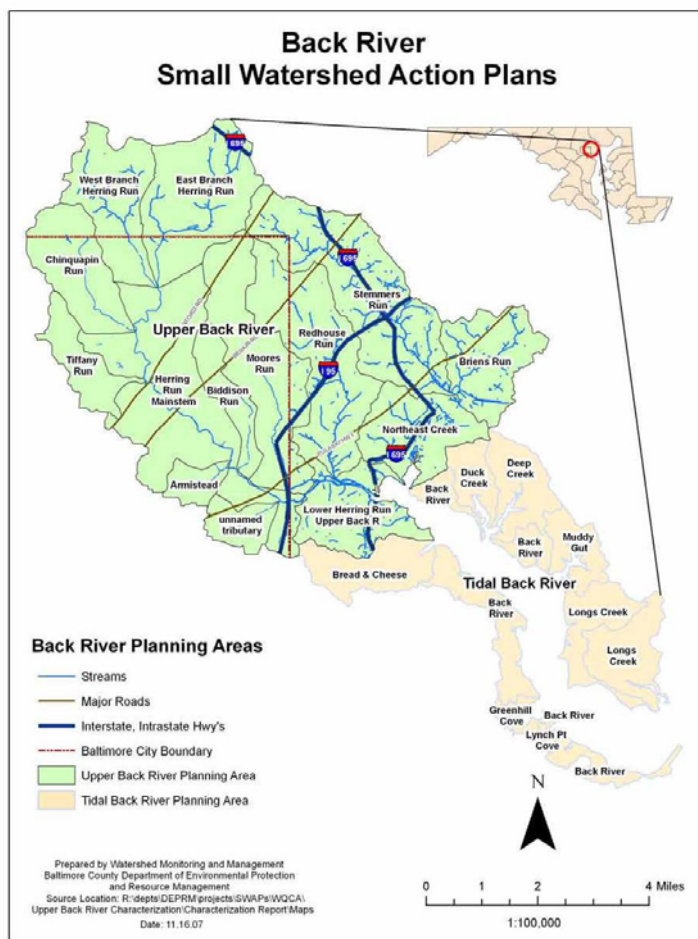 Back River
Small Watershed Action Plans
695
West Branch
Herring Run
East Branch
Herring Run
Chinquapin
Run
695
Stemmers
Run
Upper Back River
Redhouse
Run
Briens Run
Tiffany
Run
Moores
Run
I 95
Herring
Run
Mainstem
Biddison
Run
Northeast Creek
I 695
Armistead
Back
River
Duck
Creek
Deep
Creek
unnamed
tributary
Lower Herring Run
Upper Back R
Back
River
Muddy
Gut
Bread & Cheese
Tidal Back River
Back
River
Longs Creek
Longs
Creek
Greenhill
Cove
Back River
Lynch Pt
Cove
Back River
Back River Planning Areas
Streams
Major Roads
Interstate, Intrastate Hwy's
Baltimore City Boundary
Upper Back River Planning Area
Tidal Back River Planning Area
N
Prepared by Watershed Monitoring and Management
Baltimore County Department of Environmental Protection
and Resource Management
Source Location: R:\depts\DEPRM\projects\SWAPs\WQCA\
Upper Back River Characterization\Characterization Report\Maps
Date: 11.16.07
0 1 2 4 Miles
1:100,000